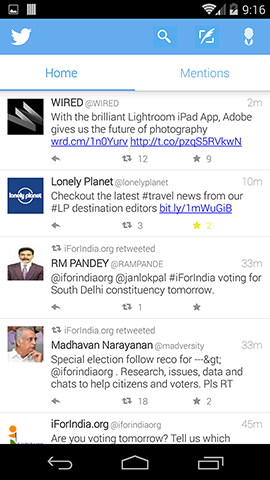 9:16
Home Mentions
WIRED @WIRED 2m
With the brilliant Lightroom iPad App, Adobe
gives us the future of photography
wrd.cm/1n0Yurv http://t.co/pzqS5RVkwN
12 9
Lonely Planet @lonelyplanet 10m
lonely planet
Checkout the latest #travel news from our
#LP destination editors bit.ly/1mWuGiB
3 2
iForIndia.org retweeted
RM PANDEY @RAMPANDE 33m
@iforindiaorg @janlokpal #iForIndia voting for
South Delhi constituency tomorrow.
1
iForIndia.org retweeted
Madhavan Narayanan @madversity 33m
Special election follow reco for ---&gt;
@iforindiaorg . Research, issues, data and
chats to help citizens and voters. Pls RT
18 2
iForIndia.org @iforindiaorg 45m
Are you voting tomorrow? Tell us which